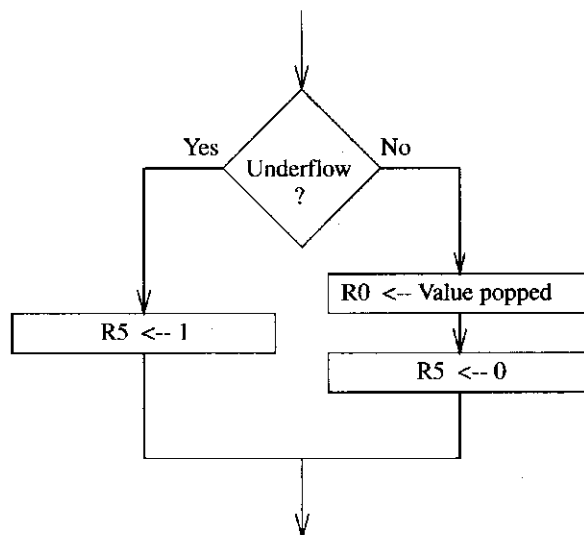 Yes
No
Underflow
?
R0 <-- Value popped
R5 <-- 1
R5 <-- 0